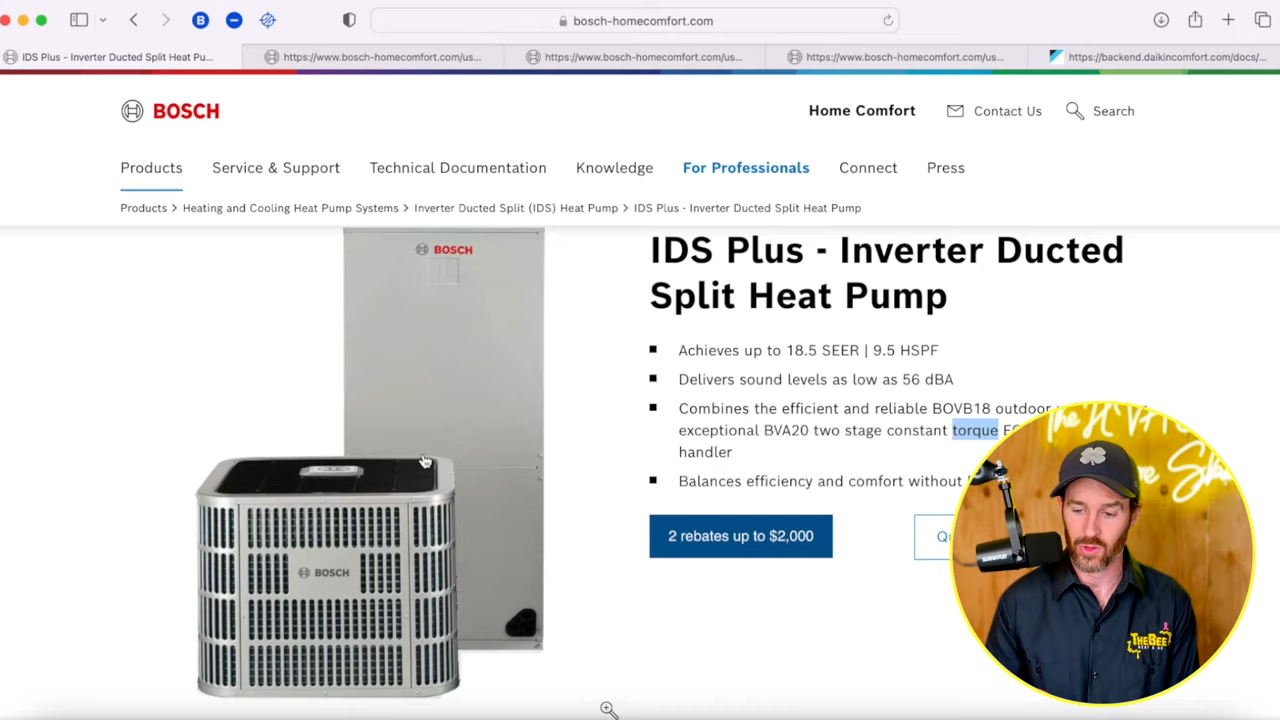 bosch-homecomfort.com
IDS Plus - Inverter Ducted Split Heat Pu...
https://www.bosch-homecomfort.com/us...
https://www.bosch-homecomfort.com/us...
https://www.bosch-homecomfort.com/us...
https://backend.daikincomfort.com/docs/...
BOSCH
Home Comfort
Contact Us
Search
Products
Service & Support
Technical Documentation
Knowledge
For Professionals
Connect
Press
Products > Heating and Cooling Heat Pump Systems > Inverter Ducted Split (IDS) Heat Pump > IDS Plus - Inverter Ducted Split Heat Pump
BOSCH
BOSCH
IDS Plus - Inverter Ducted
Split Heat Pump
Achieves up to 18.5 SEER | 9.5 HSPF
Delivers sound levels as low as 56 dBA
Combines the efficient and reliable BOVB18 outdoor
exceptional BVA20 two stage constant torque
handler
Balances efficiency and comfort without
2 rebates up to $2,000
The HVA
SHURE
THEBEE
HEAT & AC